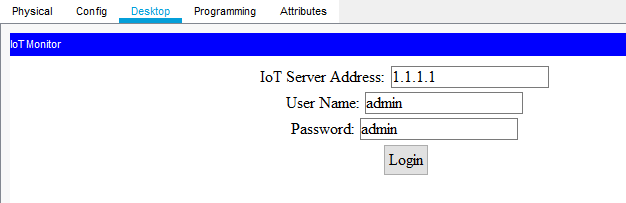 Physical Config Desktop Programming Attributes
IoT Monitor
IoT Server Address: 1.1.1.1
User Name: admin
Password: admin
Login